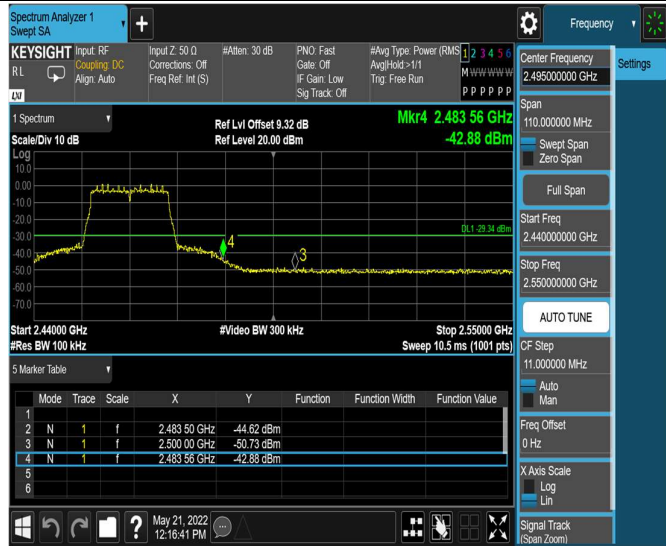 Spectrum Analyzer 1
Swept SA
+
Frequency
KEYSIGHT
RL
LXI
Input: RF
Coupling: DC
Align: Auto
Input Z: 50 Ω
Corrections: Off
Freq Ref: Int (S)
#Atten: 30 dB
PNO: Fast
Gate: Off
IF Gain: Low
Sig Track: Off
#Avg Type: Power (RMS
Avg|Hold:>1/1
Trig: Free Run
1 2 3 4 5 6
M W W W W W
P P P P P P
Center Frequency
2.495000000 GHz
Settings
1 Spectrum
Scale/Div 10 dB
Ref Lvl Offset 9.32 dB
Ref Level 20.00 dBm
Mkr4 2.483 56 GHz
-42.88 dBm
Span
110.000000 MHz
Swept Span
Zero Span
Log
10.0
0.00
-10.0
-20.0
-30.0
-40.0
-50.0
-60.0
-70.0
DL1 -29.34 dBm
4
3
Full Span
Start Freq
2.440000000 GHz
Stop Freq
2.550000000 GHz
AUTO TUNE
Start 2.44000 GHz
#Res BW 100 kHz
#Video BW 300 kHz
Stop 2.55000 GHz
Sweep 10.5 ms (1001 pts)
CF Step
11.000000 MHz
Auto
Man
5 Marker Table
Mode Trace Scale X Y Function Function Width Function Value
1
2 N 1 f 2.483 50 GHz -44.62 dBm
3 N 1 f 2.500 00 GHz -50.73 dBm
4 N 1 f 2.483 56 GHz -42.88 dBm
5
6
Freq Offset
0 Hz
X Axis Scale
Log
Lin
Signal Track
(Span Zoom)
?
May 21, 2022
12:16:41 PM